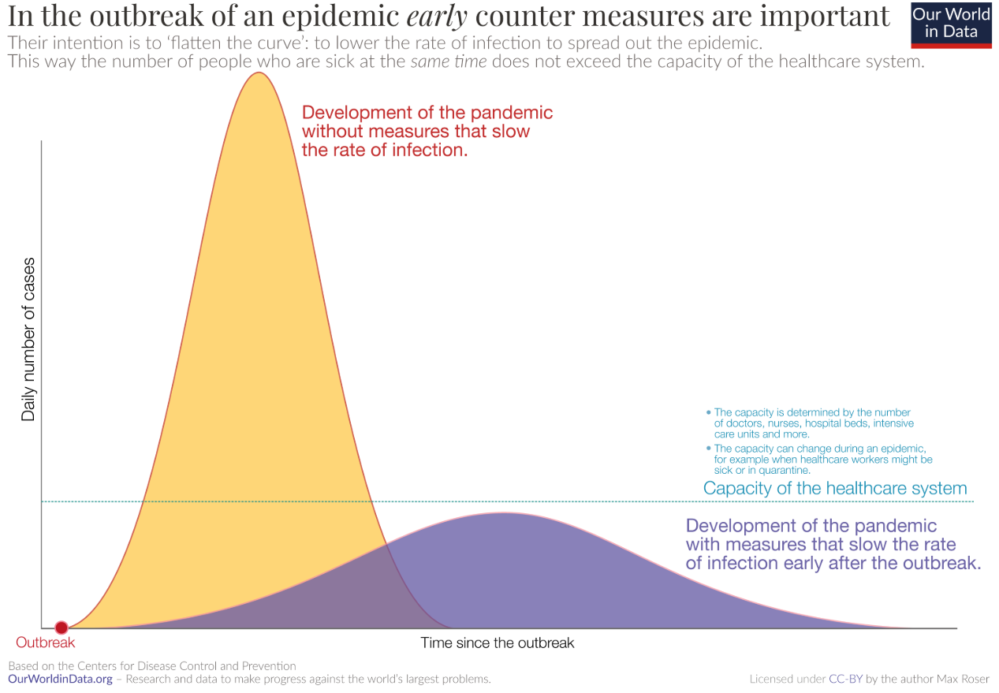 In the outbreak of an epidemic early counter measures are important
Our World
in Data
Their intention is to ‘flatten the curve’: to lower the rate of infection to spread out the epidemic.
This way the number of people who are sick at the same time does not exceed the capacity of the healthcare system.
Development of the pandemic
without measures that slow
the rate of infection.
Daily number of cases
• The capacity is determined by the number
of doctors, nurses, hospital beds, intensive
care units and more.
• The capacity can change during an epidemic,
for example when healthcare workers might be
sick or in quarantine.
Capacity of the healthcare system
Development of the pandemic
with measures that slow the rate
of infection early after the outbreak.
Outbreak
Time since the outbreak
Based on the Centers for Disease Control and Prevention
OurWorldinData.org – Research and data to make progress against the world’s largest problems.
Licensed under CC-BY by the author Max Roser